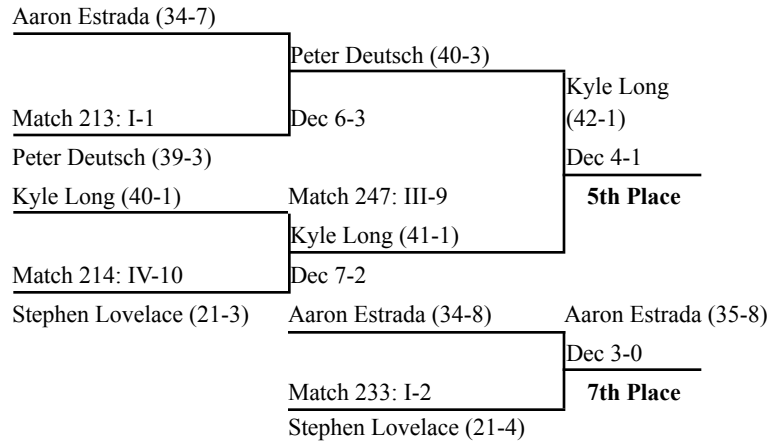 Aaron Estrada (34-7)
Peter Deutsch (40-3)
Kyle Long
(42-1)
Match 213: I-1
Dec 6-3
Peter Deutsch (39-3)
Dec 4-1
Kyle Long (40-1)
Match 247: III-9
5th Place
Kyle Long (41-1)
Match 214: IV-10
Dec 7-2
Stephen Lovelace (21-3)
Aaron Estrada (34-8)
Aaron Estrada (35-8)
Dec 3-0
Match 233: I-2
7th Place
Stephen Lovelace (21-4)